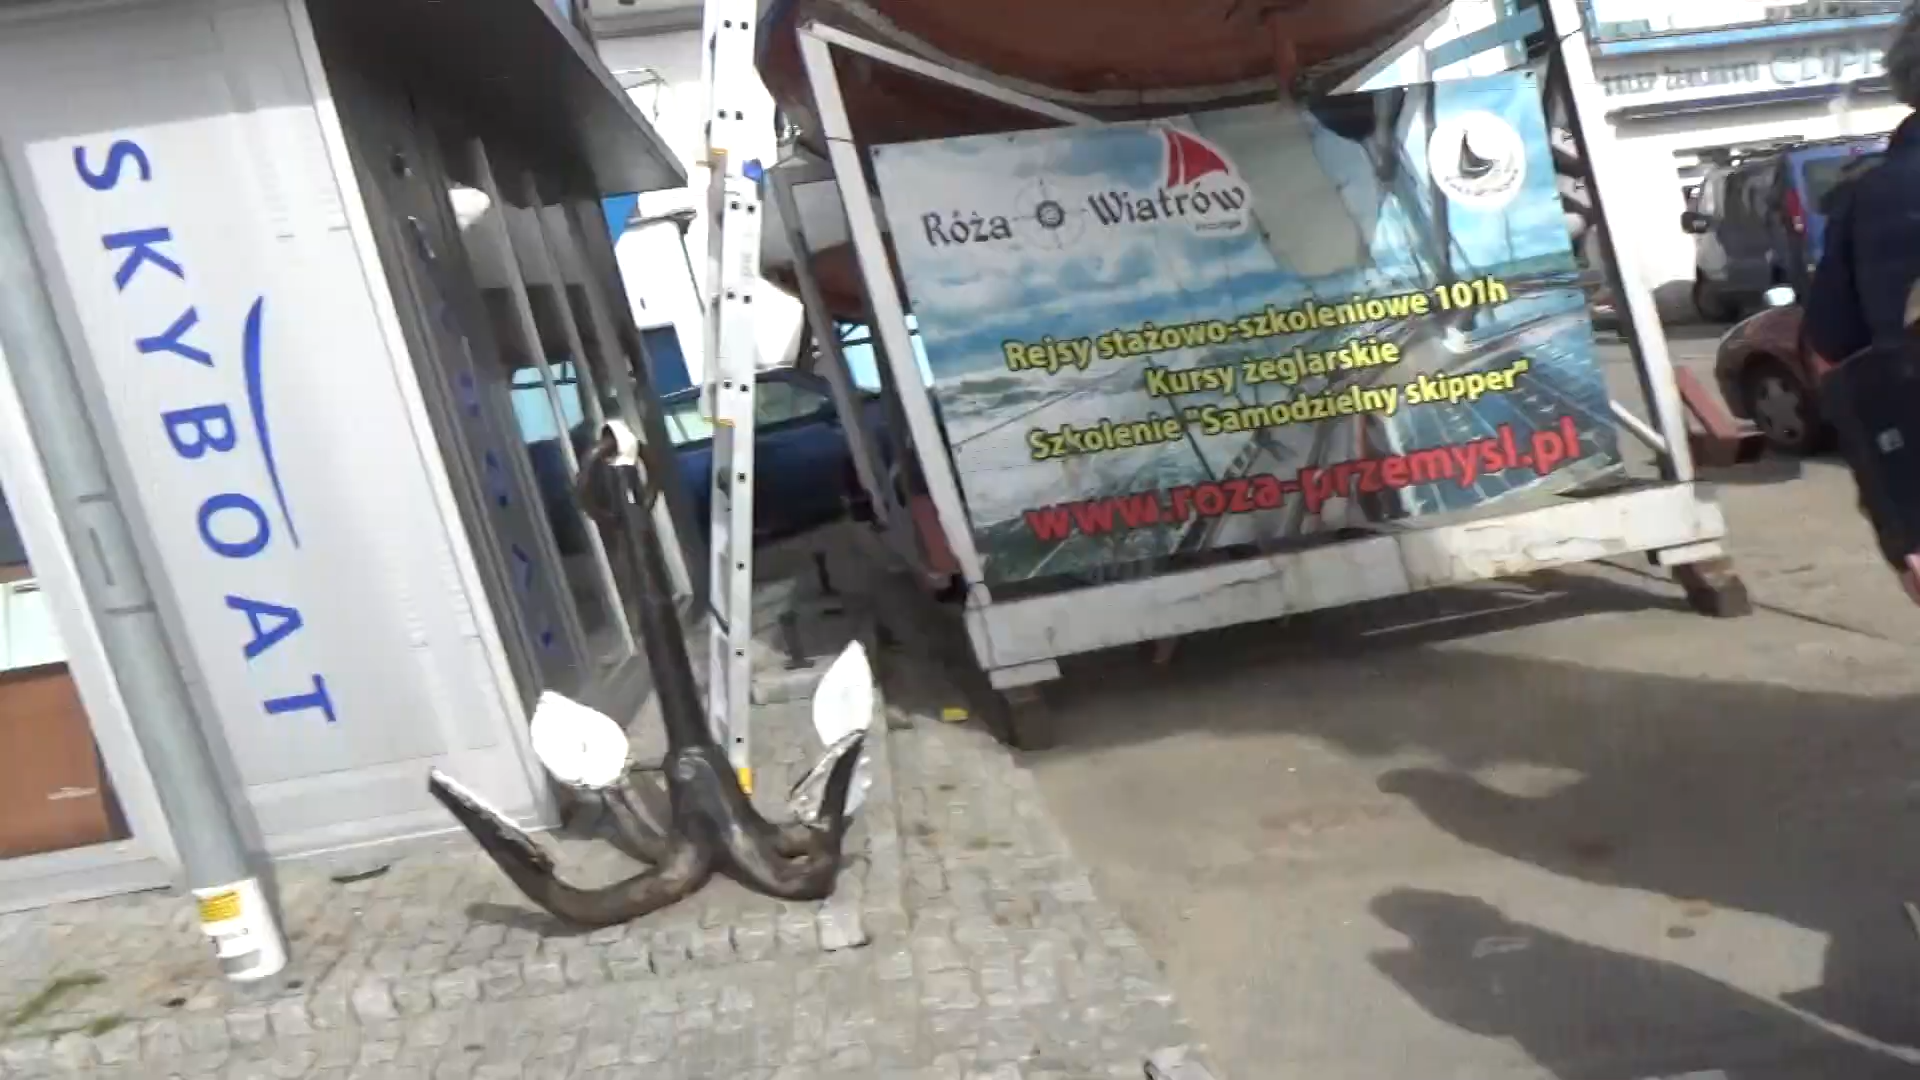 SKYBOAT
Róża Wiatrów
Rejsy stażowo-szkoleniowe 101h
Kursy żeglarskie
Szkolenie "Samodzielny skipper"
www.roza-przemysl.pl